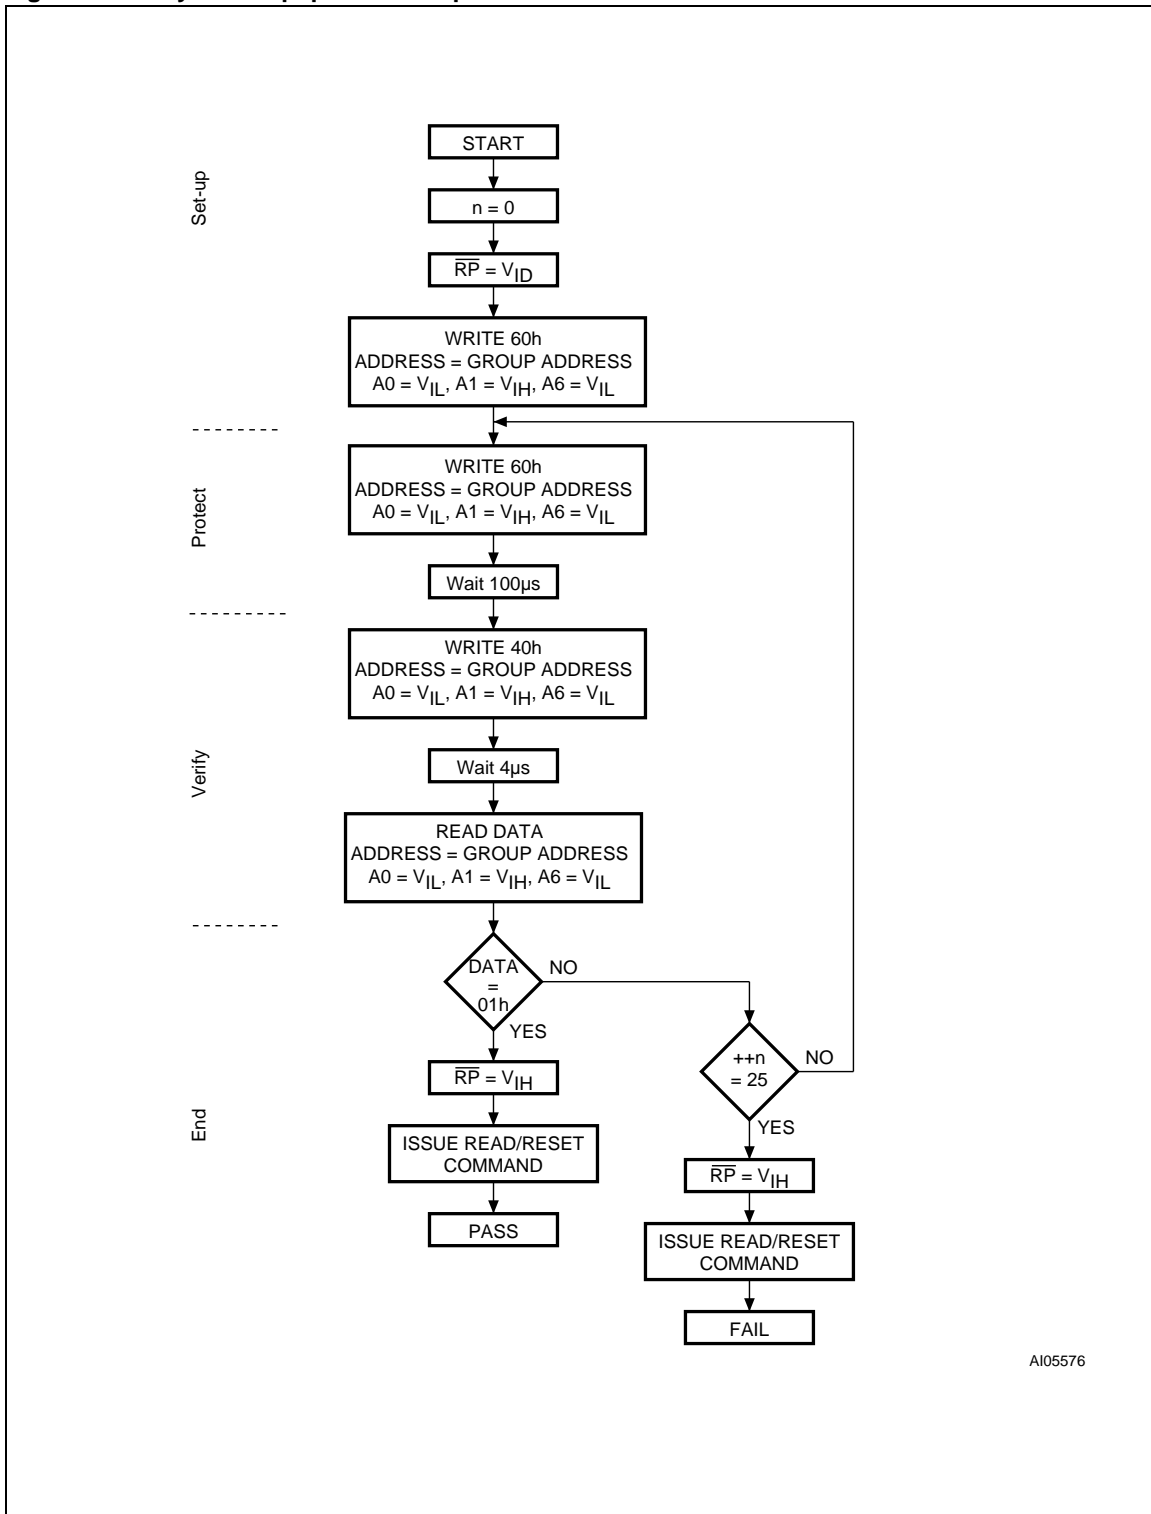 START
Set-up
n = 0
RP = VID
WRITE 60h
ADDRESS = GROUP ADDRESS
A0 = VIL, A1 = VIH, A6 = VIL
WRITE 60h
ADDRESS = GROUP ADDRESS
A0 = VIL, A1 = VIH, A6 = VIL
Protect
Wait 100µs
WRITE 40h
ADDRESS = GROUP ADDRESS
A0 = VIL, A1 = VIH, A6 = VIL
Verify
Wait 4µs
READ DATA
ADDRESS = GROUP ADDRESS
A0 = VIL, A1 = VIH, A6 = VIL
DATA
=
01h
NO
YES
++n
= 25
NO
YES
End
RP = VIH
ISSUE READ/RESET
COMMAND
PASS
RP = VIH
ISSUE READ/RESET
COMMAND
FAIL
AI05576